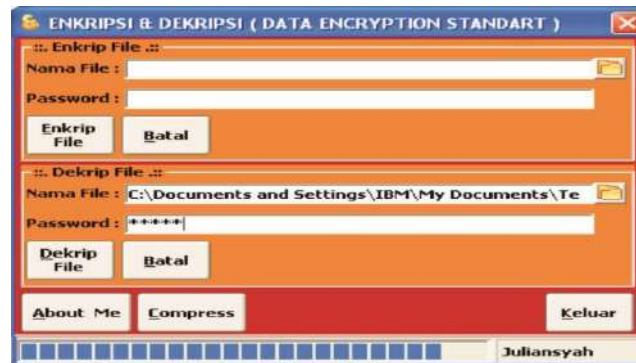 ENKRIPSI & DEKRIPSI ( DATA ENCRYPTION STANDART )
.::. Enkrip File .::
Nama File :
Password :
Enkrip
File
Batal
.::. Dekrip File .::
Nama File : C:\Documents and Settings\IBM\My Documents\Te
Password : *****
Dekrip
File
Batal
About Me Compress Keluar
Juliansyah